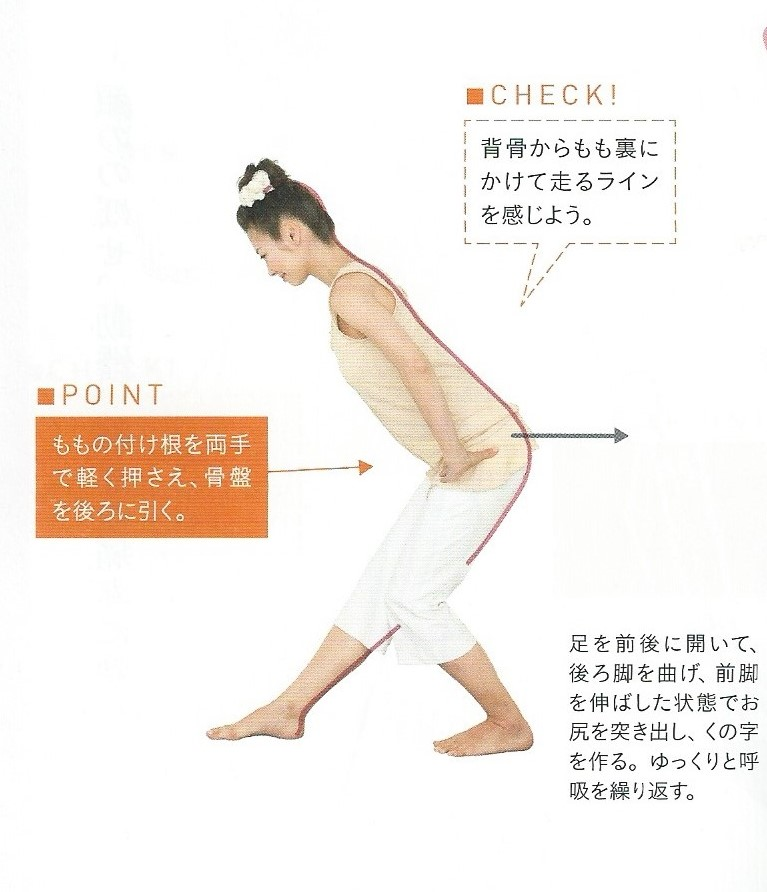 ■CHECK!
背骨からもも裏に
かけて走るライン
を感じよう。
■POINT
ももの付け根を両手
で軽く押さえ、骨盤
を後ろに引く。
足を前後に開いて、
後ろ脚を曲げ、前脚
を伸ばした状態でお
尻を突き出し、くの字
を作る。ゆっくりと呼
吸を繰り返す。